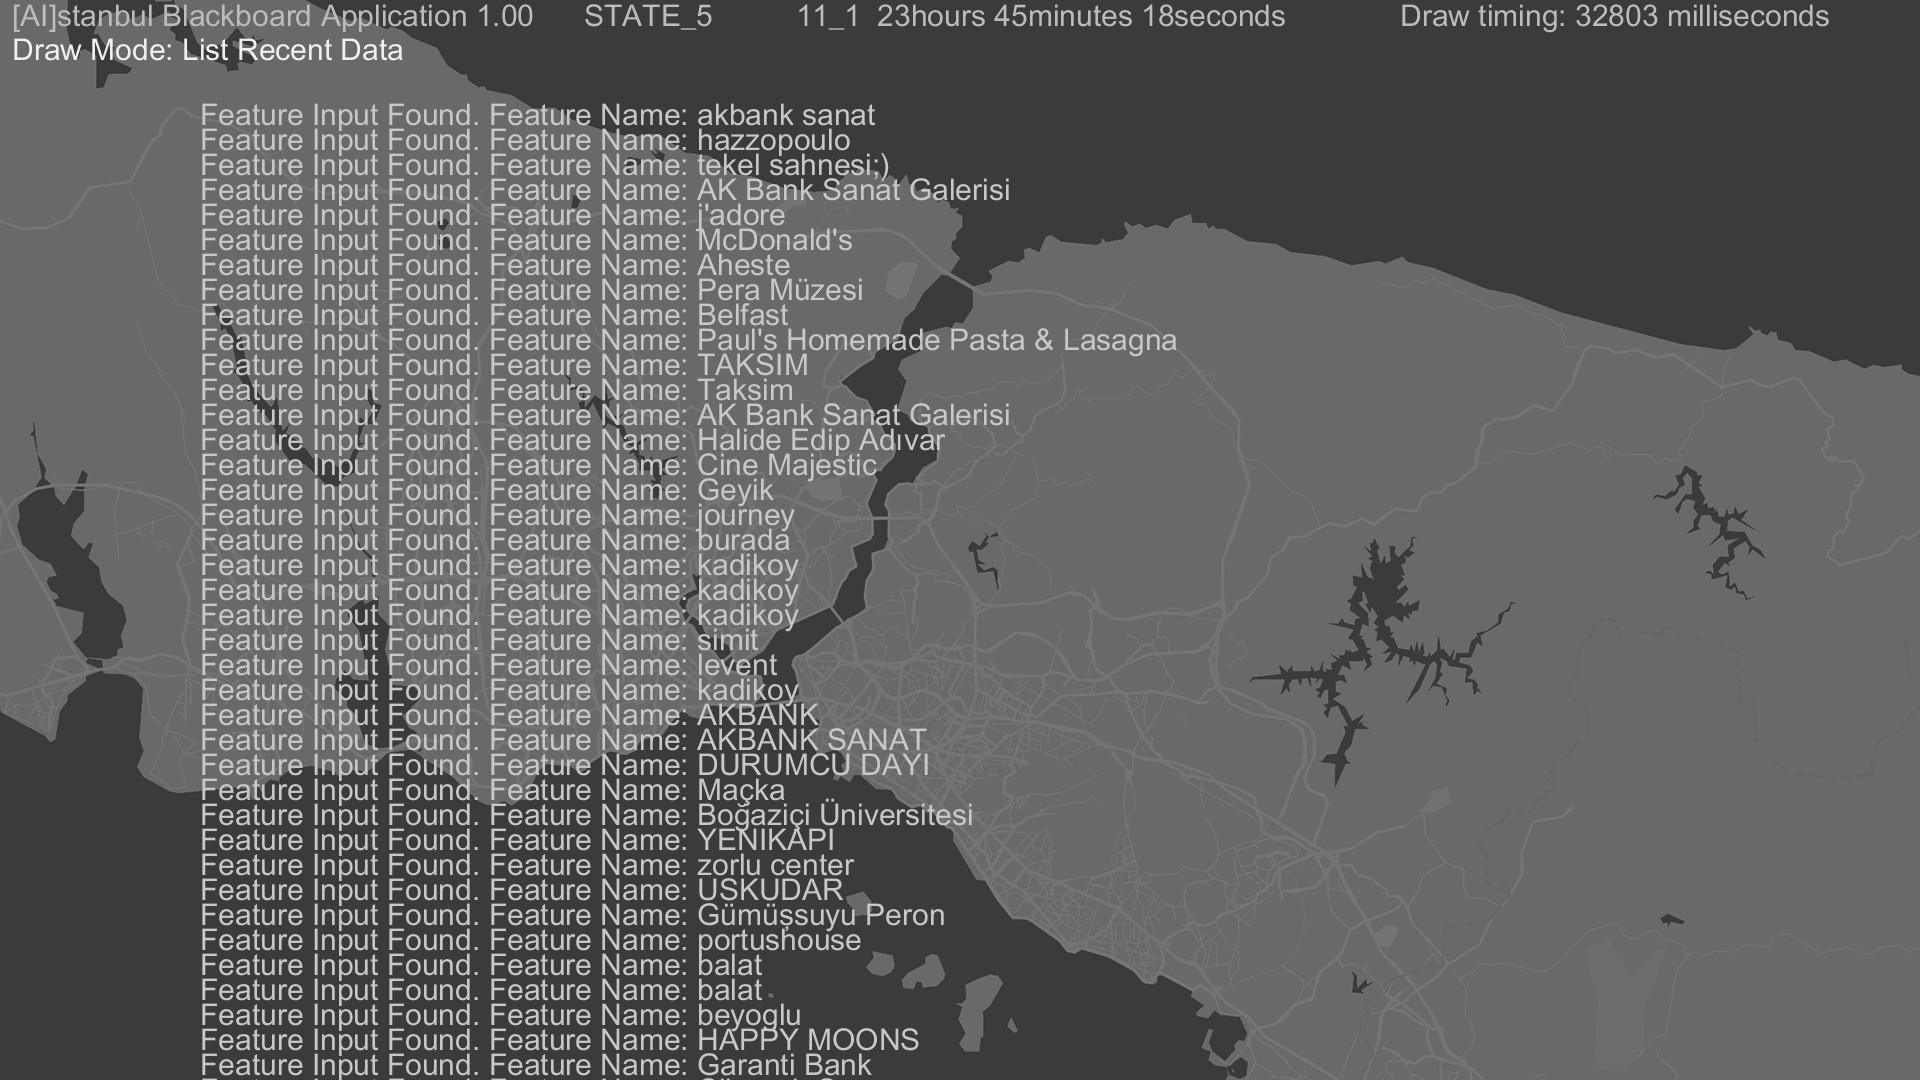 [AI]stanbul Blackboard Application 1.00 STATE_5 11_1 23hours 45minutes 18seconds Draw timing: 32803 milliseconds
Draw Mode: List Recent Data
Feature Input Found. Feature Name: akbank sanat
Feature Input Found. Feature Name: hazzopoulo
Feature Input Found. Feature Name: tekel sahnesi;)
Feature Input Found. Feature Name: AK Bank Sanat Galerisi
Feature Input Found. Feature Name: j'adore
Feature Input Found. Feature Name: McDonald's
Feature Input Found. Feature Name: Aheste
Feature Input Found. Feature Name: Pera Müzesi
Feature Input Found. Feature Name: Belfast
Feature Input Found. Feature Name: Paul's Homemade Pasta & Lasagna
Feature Input Found. Feature Name: TAKSIM
Feature Input Found. Feature Name: Taksim
Feature Input Found. Feature Name: AK Bank Sanat Galerisi
Feature Input Found. Feature Name: Halide Edip Adıvar
Feature Input Found. Feature Name: Cine Majestic
Feature Input Found. Feature Name: Geyik
Feature Input Found. Feature Name: journey
Feature Input Found. Feature Name: burada
Feature Input Found. Feature Name: kadikoy
Feature Input Found. Feature Name: kadikoy
Feature Input Found. Feature Name: kadikoy
Feature Input Found. Feature Name: simit
Feature Input Found. Feature Name: levent
Feature Input Found. Feature Name: kadikoy
Feature Input Found. Feature Name: AKBANK
Feature Input Found. Feature Name: AKBANK SANAT
Feature Input Found. Feature Name: DURUMCU DAYI
Feature Input Found. Feature Name: Maçka
Feature Input Found. Feature Name: Boğaziçi Üniversitesi
Feature Input Found. Feature Name: YENIKAPI
Feature Input Found. Feature Name: zorlu center
Feature Input Found. Feature Name: USKUDAR
Feature Input Found. Feature Name: Gümüşsuyu Peron
Feature Input Found. Feature Name: portushouse
Feature Input Found. Feature Name: balat
Feature Input Found. Feature Name: balat
Feature Input Found. Feature Name: beyoglu
Feature Input Found. Feature Name: HAPPY MOONS
Feature Input Found. Feature Name: Garanti Bank